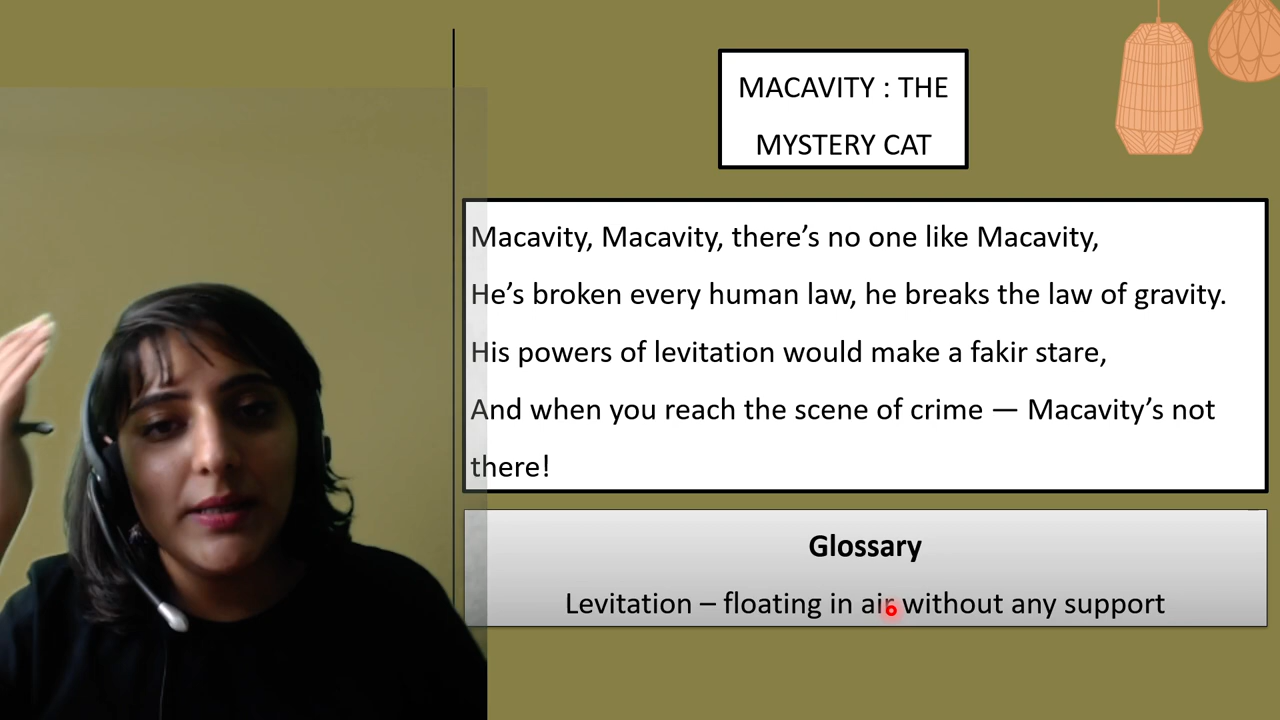 MACAVITY : THE
MYSTERY CAT
Macavity, Macavity, there’s no one like Macavity,
He’s broken every human law, he breaks the law of gravity.
His powers of levitation would make a fakir stare,
And when you reach the scene of crime — Macavity’s not
there!
Glossary
Levitation – floating in air without any support